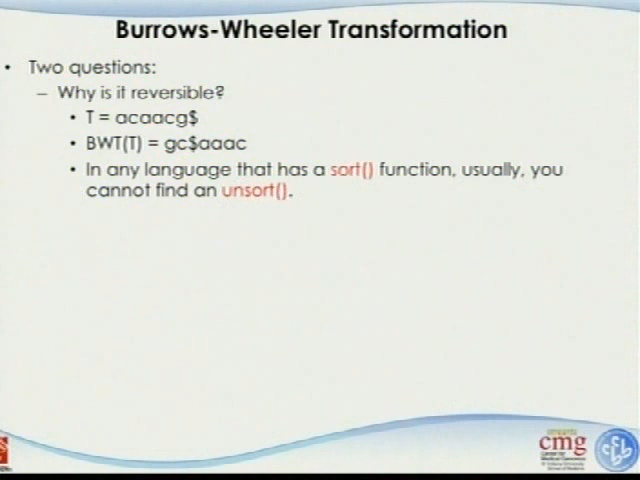 Burrows-Wheeler Transformation
• Two questions:
– Why is it reversible?
• T = acaacg$
• BWT(T) = gc$aaac
• In any language that has a sort() function, usually, you
cannot find an unsort().
cmg